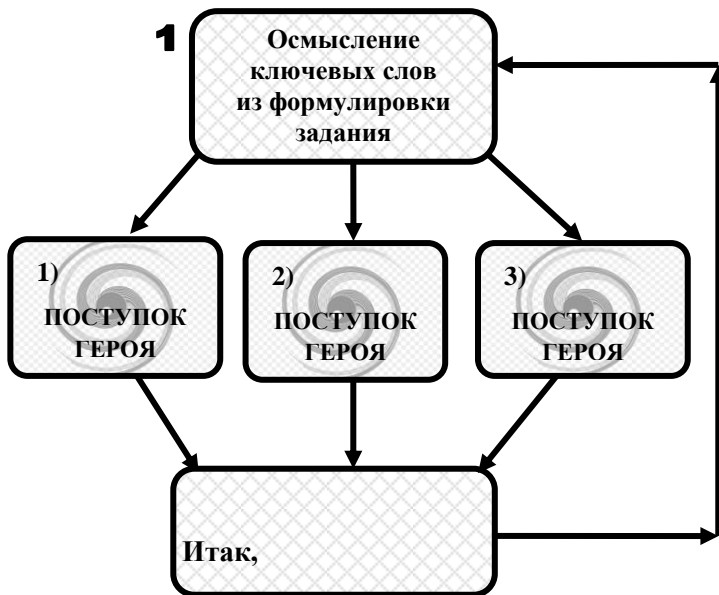 1
Осмысление
ключевых слов
из формулировки
задания
1)
ПОСТУПОК
ГЕРОЯ
2)
ПОСТУПОК
ГЕРОЯ
3)
ПОСТУПОК
ГЕРОЯ
Итак,